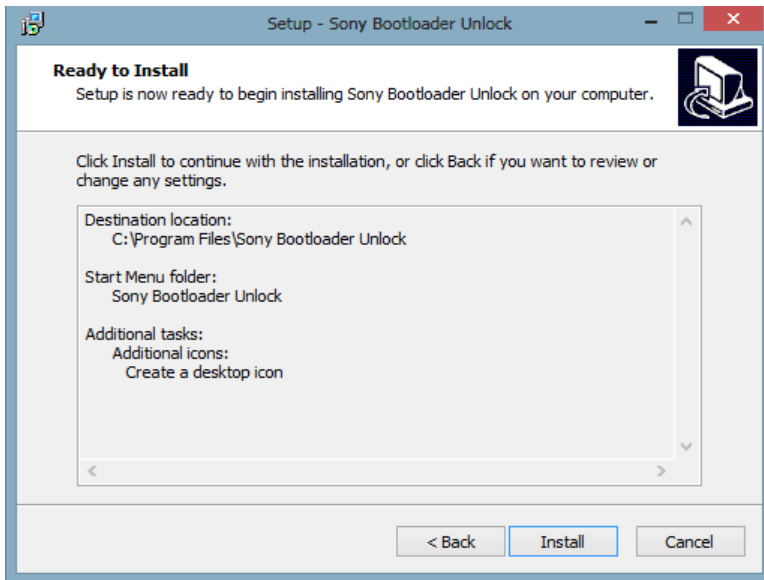 Setup - Sony Bootloader Unlock
Ready to Install
Setup is now ready to begin installing Sony Bootloader Unlock on your computer.
Click Install to continue with the installation, or click Back if you want to review or
change any settings.
Destination location:
C:\Program Files\Sony Bootloader Unlock
Start Menu folder:
Sony Bootloader Unlock
Additional tasks:
Additional icons:
Create a desktop icon
< Back
Install
Cancel